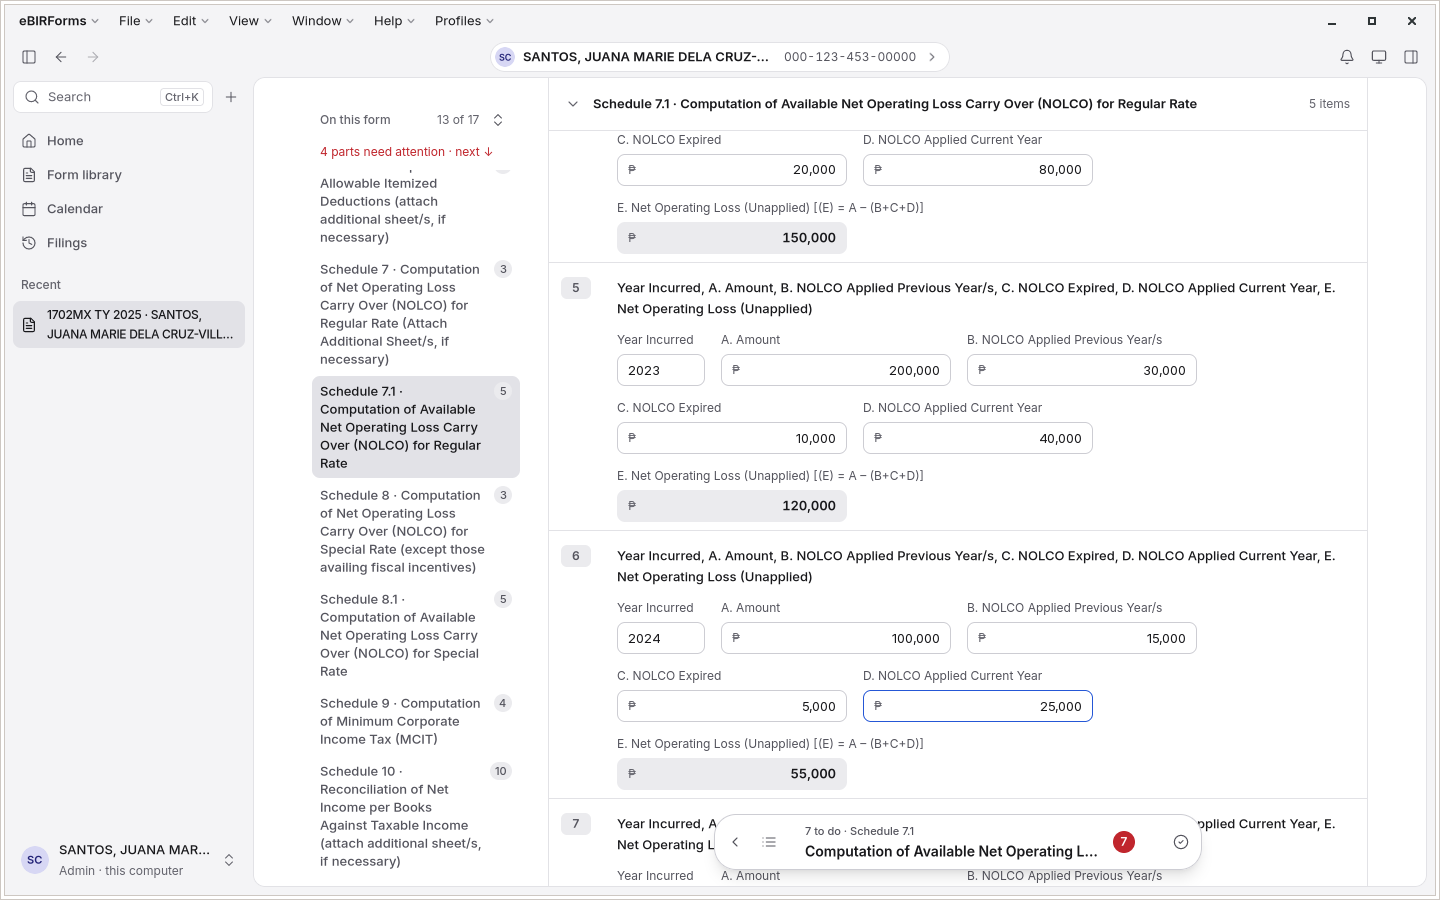 eBIRForms File Edit View Window Help Profiles
SC SANTOS, JUANA MARIE DELA CRUZ-... 000-123-453-00000
Search Ctrl+K
Home
Form library
Calendar
Filings
Recent
1702MX TY 2025 · SANTOS,
JUANA MARIE DELA CRUZ-VILL...
SC SANTOS, JUANA MAR...
Admin · this computer
On this form 13 of 17
4 parts need attention · next ↓
Allowable Itemized
Deductions (attach
additional sheet/s, if
necessary)
Schedule 7 · Computation 3
of Net Operating Loss
Carry Over (NOLCO) for
Regular Rate (Attach
Additional Sheet/s, if
necessary)
Schedule 7.1 · 5
Computation of Available
Net Operating Loss Carry
Over (NOLCO) for Regular
Rate
Schedule 8 · Computation 3
of Net Operating Loss
Carry Over (NOLCO) for
Special Rate (except those
availing fiscal incentives)
Schedule 8.1 · 5
Computation of Available
Net Operating Loss Carry
Over (NOLCO) for Special
Rate
Schedule 9 · Computation 4
of Minimum Corporate
Income Tax (MCIT)
Schedule 10 · 10
Reconciliation of Net
Income per Books
Against Taxable Income
(attach additional sheet/s,
if necessary)
Schedule 7.1 · Computation of Available Net Operating Loss Carry Over (NOLCO) for Regular Rate 5 items
C. NOLCO Expired D. NOLCO Applied Current Year
₱ 20,000 ₱ 80,000
E. Net Operating Loss (Unapplied) [(E) = A – (B+C+D)]
₱ 150,000
5 Year Incurred, A. Amount, B. NOLCO Applied Previous Year/s, C. NOLCO Expired, D. NOLCO Applied Current Year, E.
Net Operating Loss (Unapplied)
Year Incurred A. Amount B. NOLCO Applied Previous Year/s
2023 ₱ 200,000 ₱ 30,000
C. NOLCO Expired D. NOLCO Applied Current Year
₱ 10,000 ₱ 40,000
E. Net Operating Loss (Unapplied) [(E) = A – (B+C+D)]
₱ 120,000
6 Year Incurred, A. Amount, B. NOLCO Applied Previous Year/s, C. NOLCO Expired, D. NOLCO Applied Current Year, E.
Net Operating Loss (Unapplied)
Year Incurred A. Amount B. NOLCO Applied Previous Year/s
2024 ₱ 100,000 ₱ 15,000
C. NOLCO Expired D. NOLCO Applied Current Year
₱ 5,000 ₱ 25,000
E. Net Operating Loss (Unapplied) [(E) = A – (B+C+D)]
₱ 55,000
7 Year Incurred, A pplied Current Year, E.
Net Operating L
Year Incurred A. Amount B. NOLCO Applied Previous Year/s
7 to do · Schedule 7.1
Computation of Available Net Operating L... 7